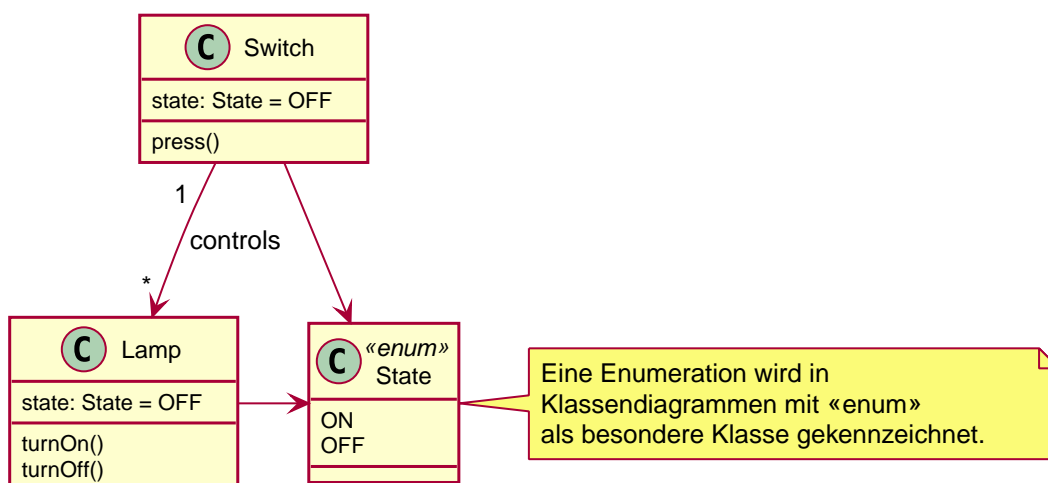 C Switch
state: State = OFF
press()
1
controls
*
C Lamp
state: State = OFF
turnOn()
turnOff()
C «enum»
State
ON
OFF
Eine Enumeration wird in
Klassendiagrammen mit «enum»
als besondere Klasse gekennzeichnet.